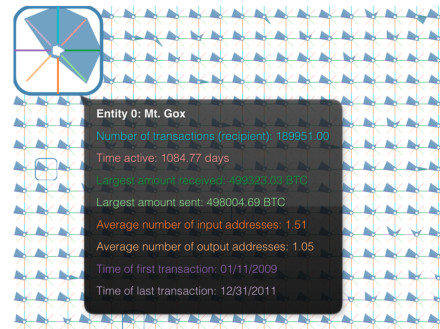 Entity 0: Mt. Gox
Number of transactions (recipient): 189951.00
Time active: 1084.77 days
Largest amount received: 499323.03 BTC
Largest amount sent: 498004.69 BTC
Average number of input addresses: 1.51
Average number of output addresses: 1.05
Time of first transaction: 01/11/2009
Time of last transaction: 12/31/2011